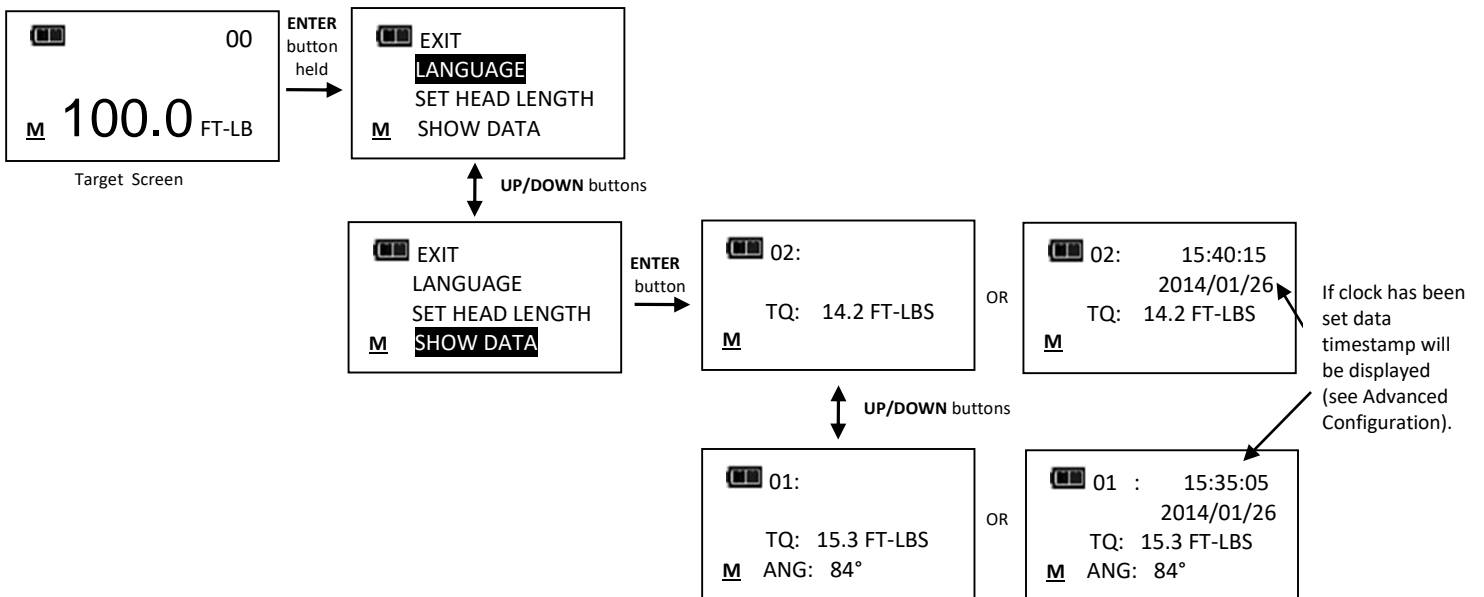 00
M 100.0 FT-LB
Target Screen
ENTER
button
held
EXIT
LANGUAGE
SET HEAD LENGTH
M SHOW DATA
UP/DOWN buttons
EXIT
LANGUAGE
SET HEAD LENGTH
M SHOW DATA
ENTER
button
02:
TQ: 14.2 FT-LBS
M
OR
02: 15:40:15
2014/01/26
TQ: 14.2 FT-LBS
M
If clock has been
set data
timestamp will
be displayed
(see Advanced
Configuration).
UP/DOWN buttons
01:
TQ: 15.3 FT-LBS
M ANG: 84°
OR
01 : 15:35:05
2014/01/26
TQ: 15.3 FT-LBS
M ANG: 84°